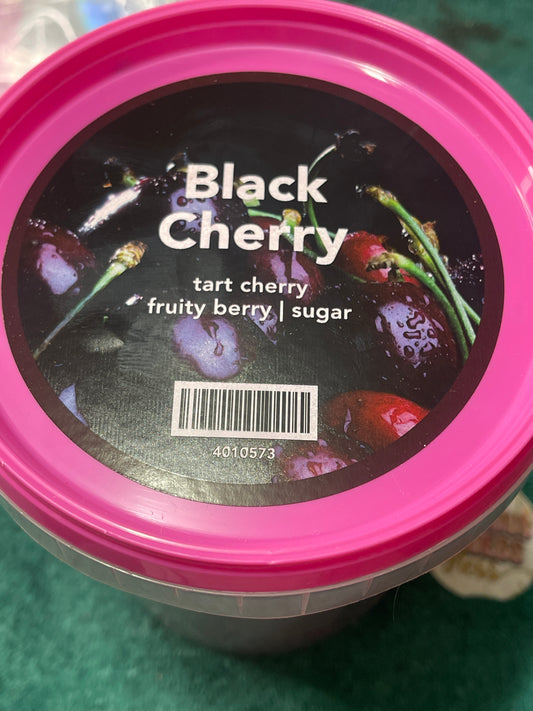 Black
Cherry
tart cherry
fruity berry | sugar
4010573